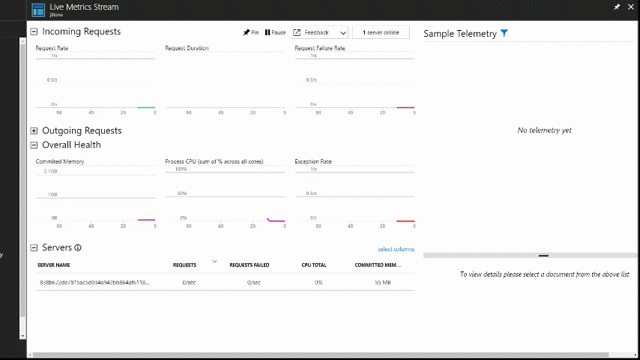 Live Metrics Stream
Incoming Requests
Pin
Pause
Feedback
1 server online
Request Rate
Request Duration
Request Failure Rate
1/s
1/s
0.5/s
0.5/s
0/s
0/s
60 40 20 0
60 40 20 0
60 40 20 0
Outgoing Requests
Overall Health
Commited Memory
Process CPU (sum of % across all cores)
Exception Rate
100%
1/s
1GB
50%
0.5/s
0B
0%
0/s
60 40 20 0
60 40 20 0
60 40 20 0
Servers
select columns
SERVER NAME
REQUESTS
REQUESTS FAILED
CPU TOTAL
COMMITTED MEM...
0/sec
0/sec
0%
55 MB
Sample Telemetry
No telemetry yet
To view details please select a document from the above list